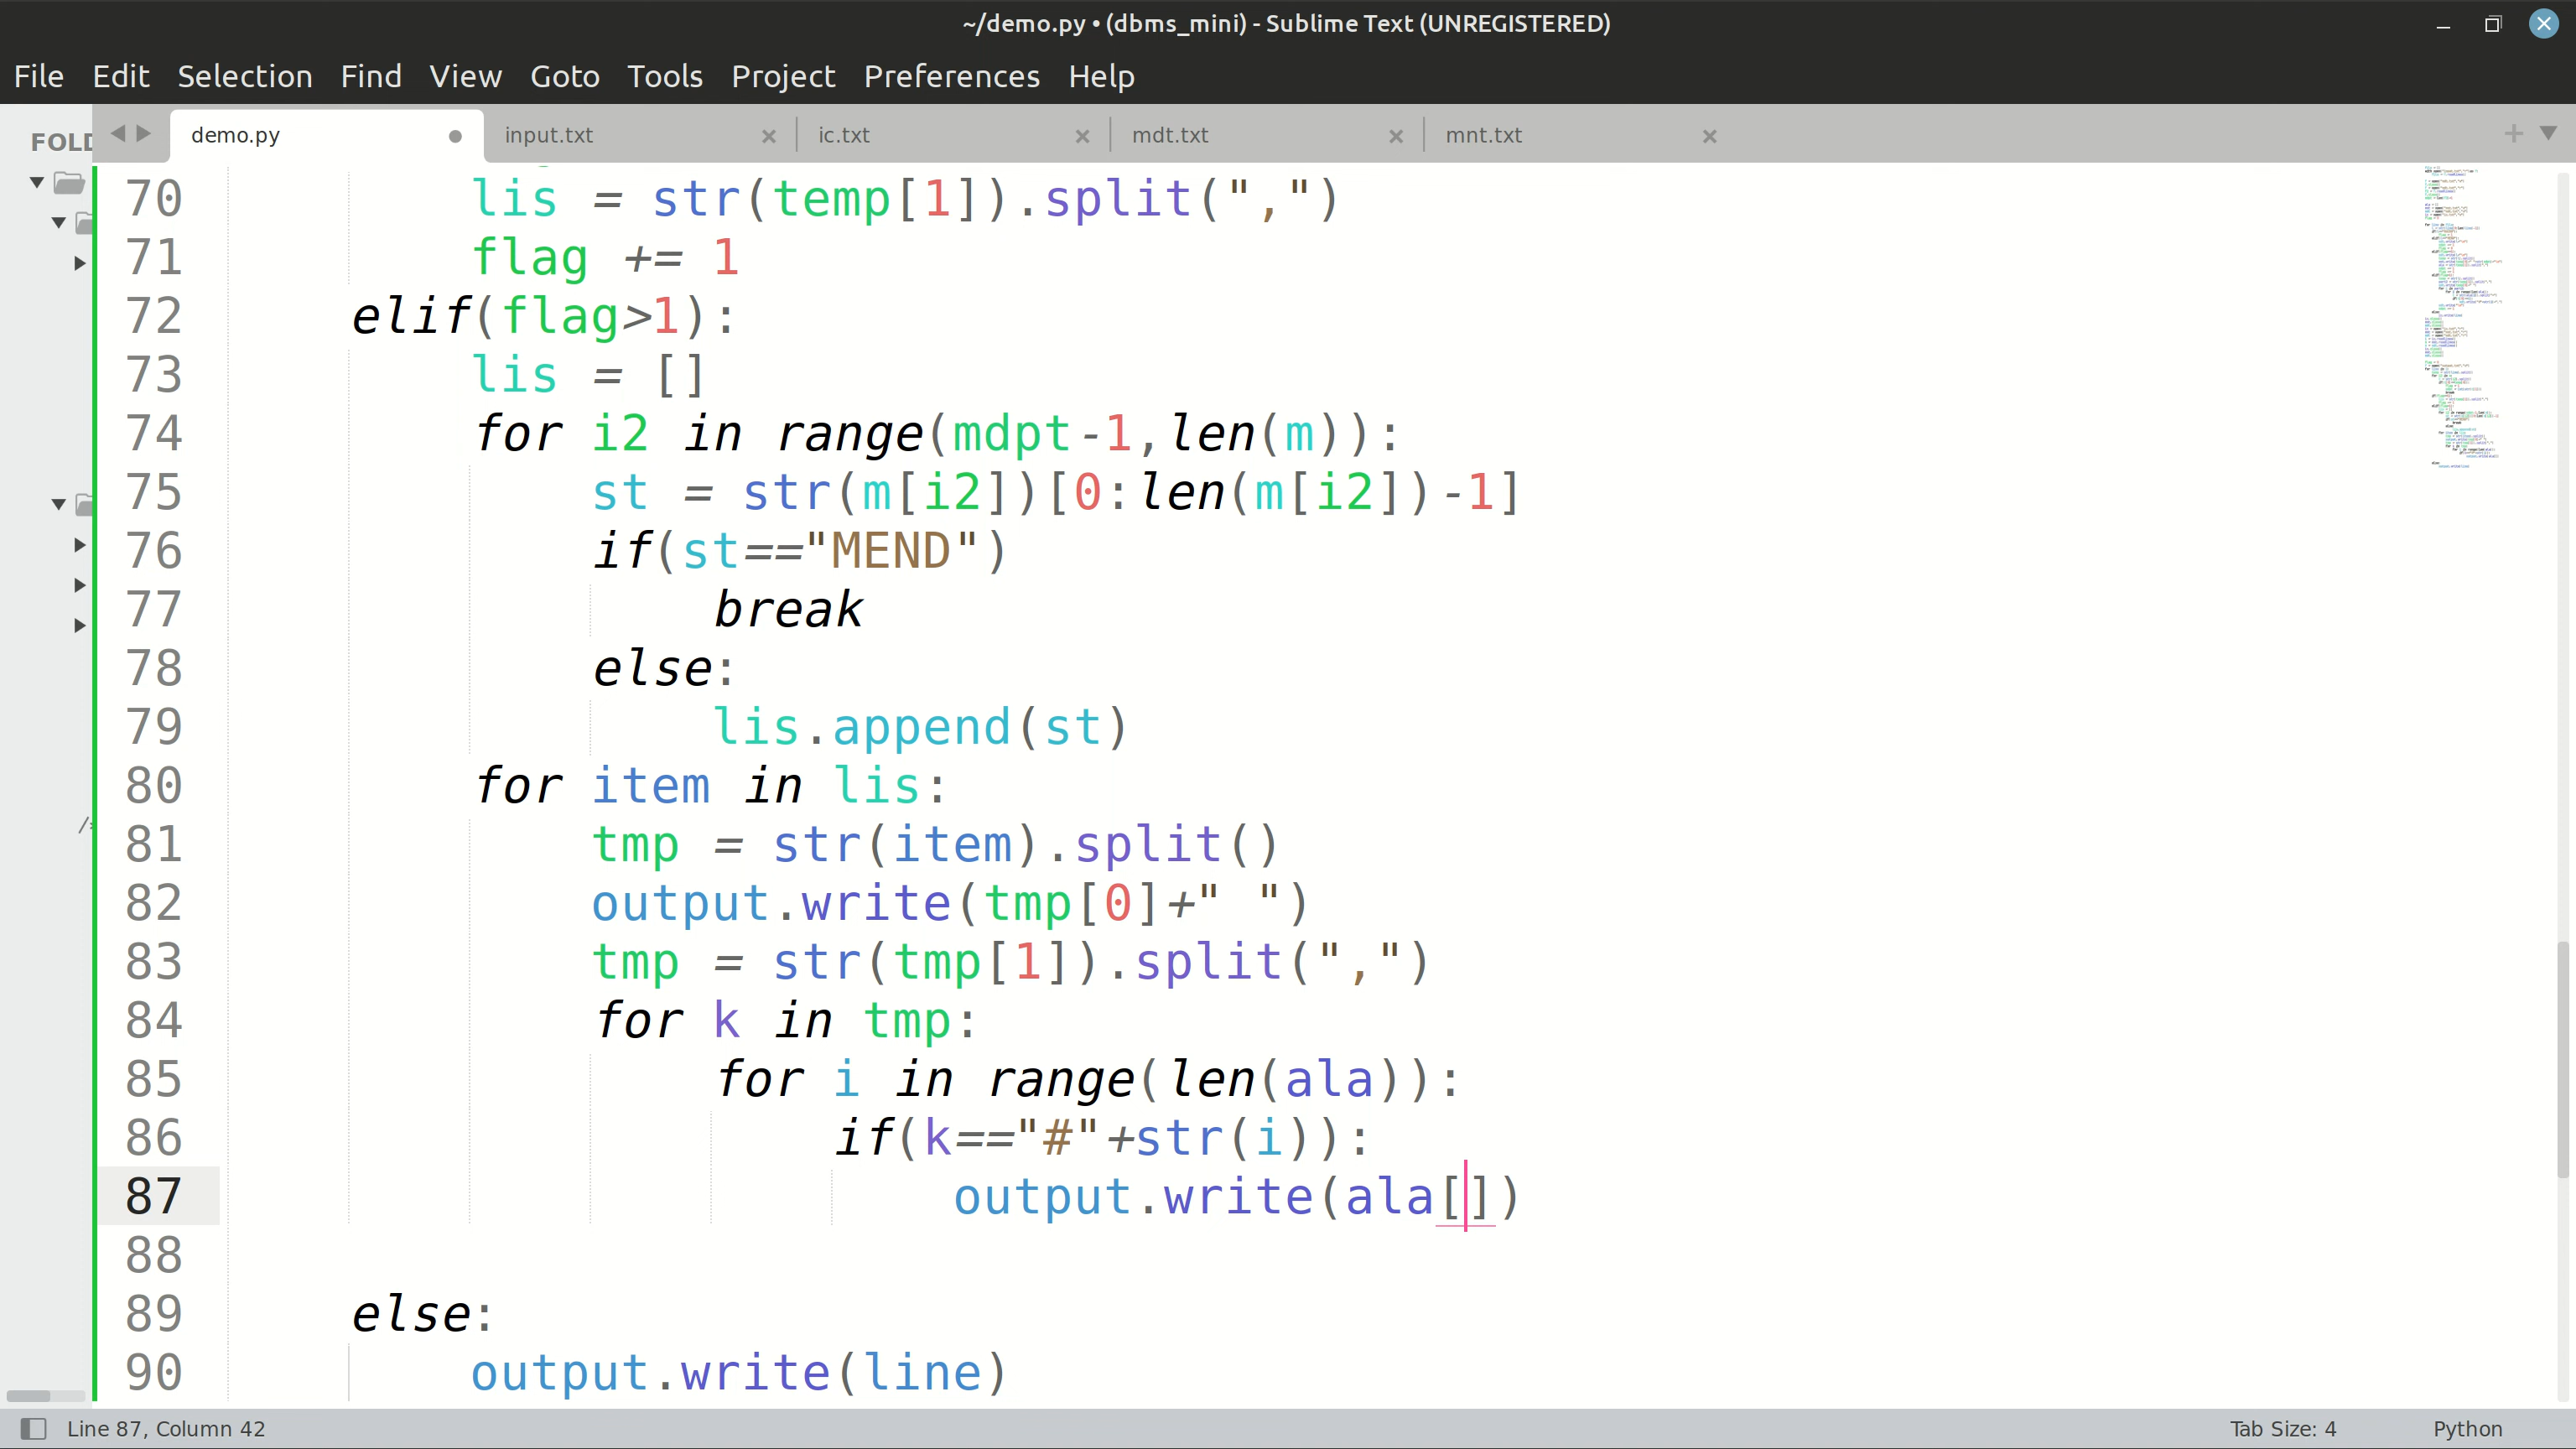 ~/demo.py • (dbms_mini) - Sublime Text (UNREGISTERED)
File Edit Selection Find View Goto Tools Project Preferences Help
FOLD
demo.py input.txt ic.txt mdt.txt mnt.txt
70 lis = str(temp[1]).split(",")
71 flag += 1
72 elif(flag>1):
73 lis = []
74 for i2 in range(mdpt-1,len(m)):
75 st = str(m[i2])[0:len(m[i2])-1]
76 if(st=="MEND")
77 break
78 else:
79 lis.append(st)
80 for item in lis:
81 tmp = str(item).split()
82 output.write(tmp[0]+" ")
83 tmp = str(tmp[1]).split(",")
84 for k in tmp:
85 for i in range(len(ala)):
86 if(k=="#"+str(i)):
87 output.write(ala[])
88
89 else:
90 output.write(line)
Line 87, Column 42
Tab Size: 4
Python